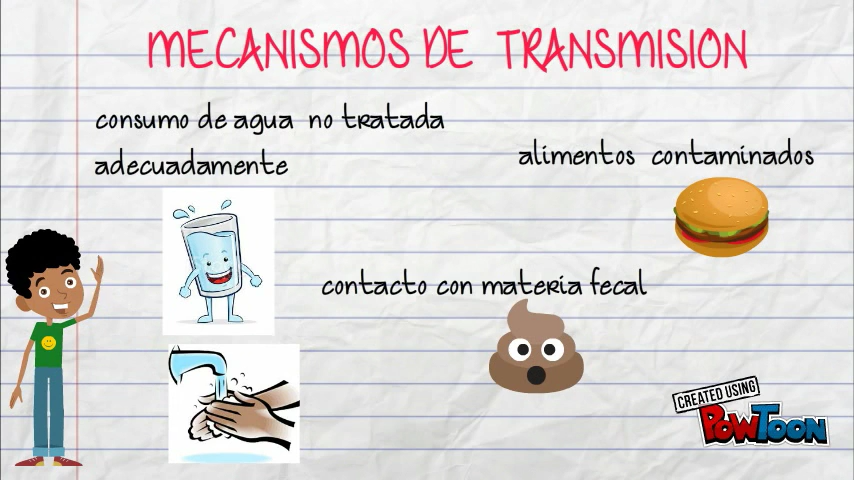 MECANISMOS DE TRANSMISION
consumo de agua no tratada
adecuadamente
alimentos contaminados
contacto con materia fecal
CREATED USING
POWTOON